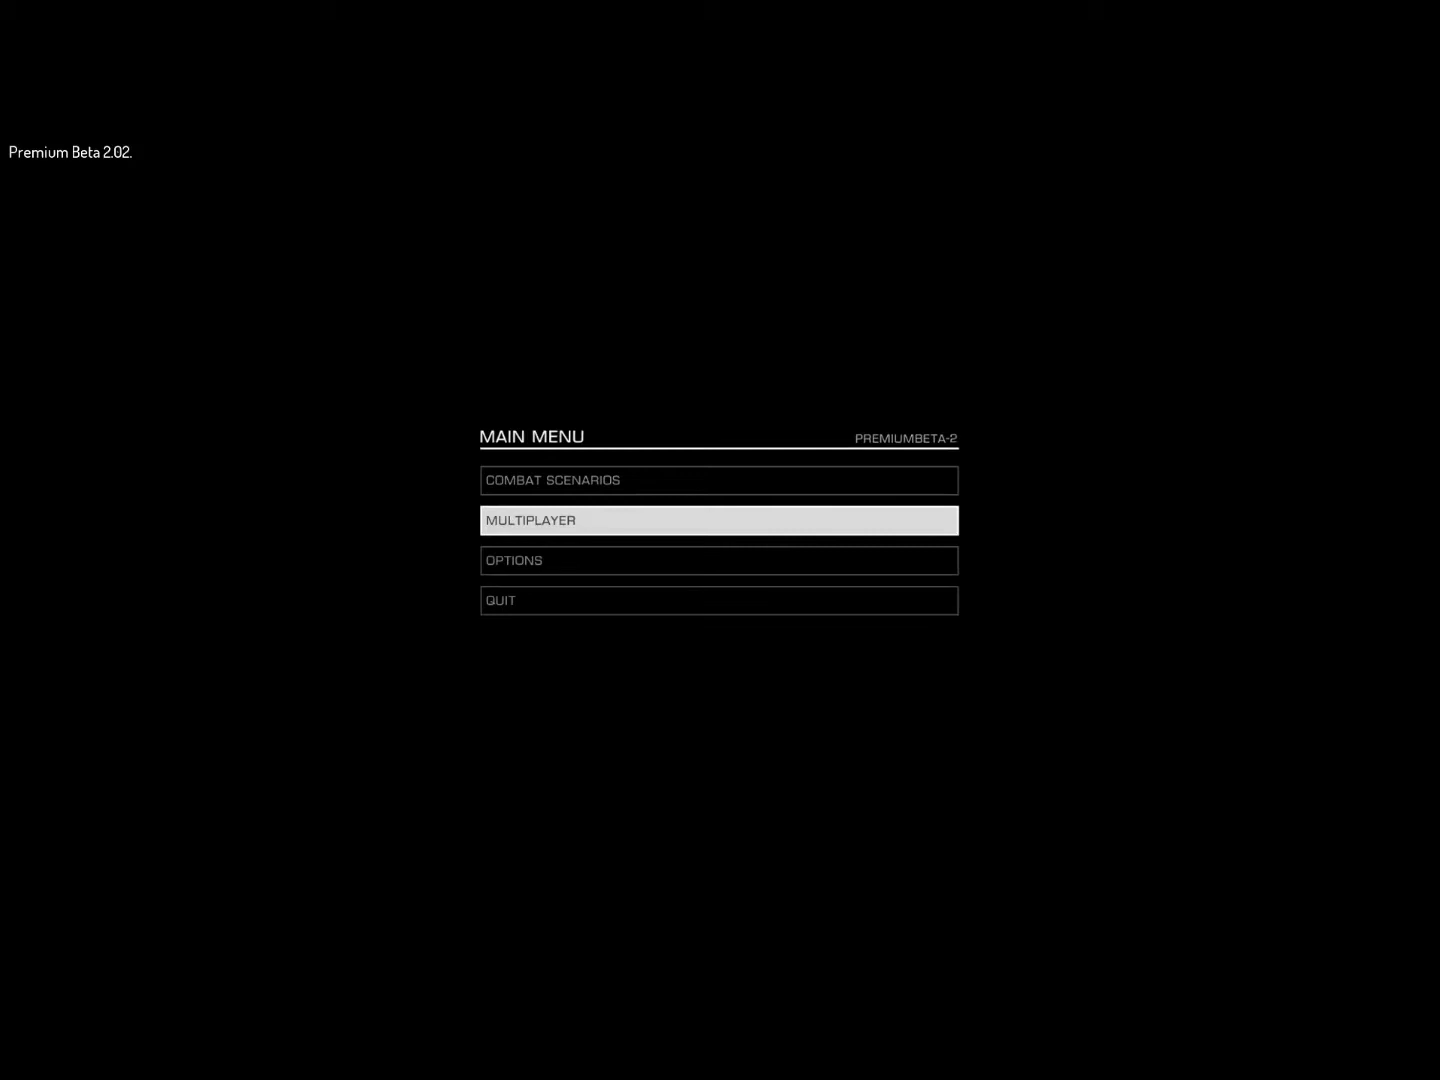 Premium Beta 2.02.
MAIN MENU PREMIUMBETA-2
COMBAT SCENARIOS
MULTIPLAYER
OPTIONS
QUIT